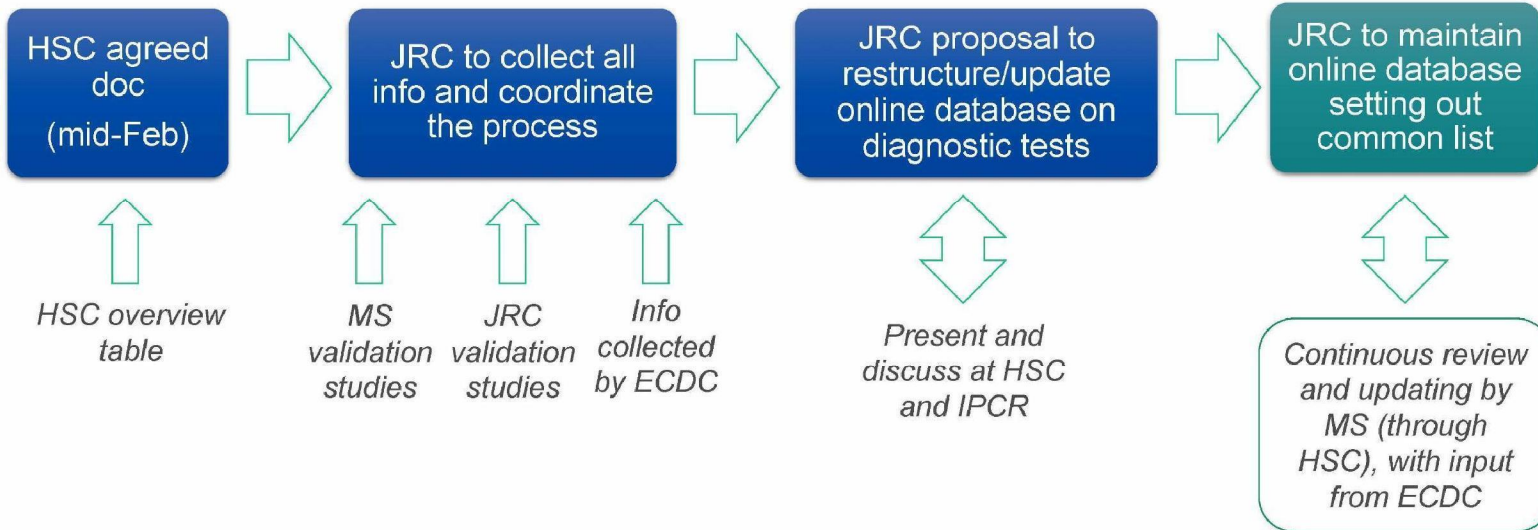 HSC agreed
doc
(mid-Feb)
JRC to collect all
info and coordinate
the process
JRC proposal to
restructure/update
online database on
diagnostic tests
JRC to maintain
online database
setting out
common list
HSC overview
table
MS
validation
studies
JRC
validation
studies
Info
collected
by ECDC
Present and
discuss at HSC
and IPCR
Continuous review
and updating by
MS (through
HSC), with input
from ECDC